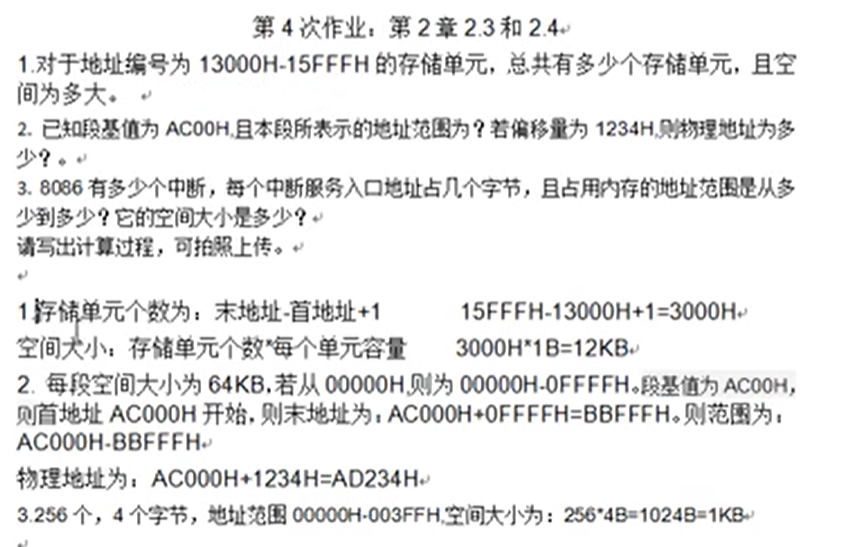 第 4 次作业：第 2 章 2.3 和 2.4
1.对于地址编号为 13000H-15FFFH 的存储单元，总共有多少个存储单元，且空
间为多大。
2. 已知段基值为 AC00H,且本段所表示的地址范围为？若偏移量为 1234H,则物理地址为多
少？。
3. 8086 有多少个中断，每个中断服务入口地址占几个字节，且占用内存的地址范围是从多
少到多少？它的空间大小是多少？
请写出计算过程，可拍照上传。
1.存储单元个数为：末地址-首地址+1 15FFFH-13000H+1=3000H
空间大小：存储单元个数*每个单元容量 3000H*1B=12KB
2. 每段空间大小为 64KB,若从 00000H,则为 00000H-0FFFFH。段基值为 AC00H，
则首地址 AC000H 开始，则末地址为：AC000H+0FFFFH=BBFFFH。则范围为：
AC000H-BBFFFH
物理地址为：AC000H+1234H=AD234H
3.256 个，4 个字节，地址范围 00000H-003FFH,空间大小为：256*4B=1024B=1KB